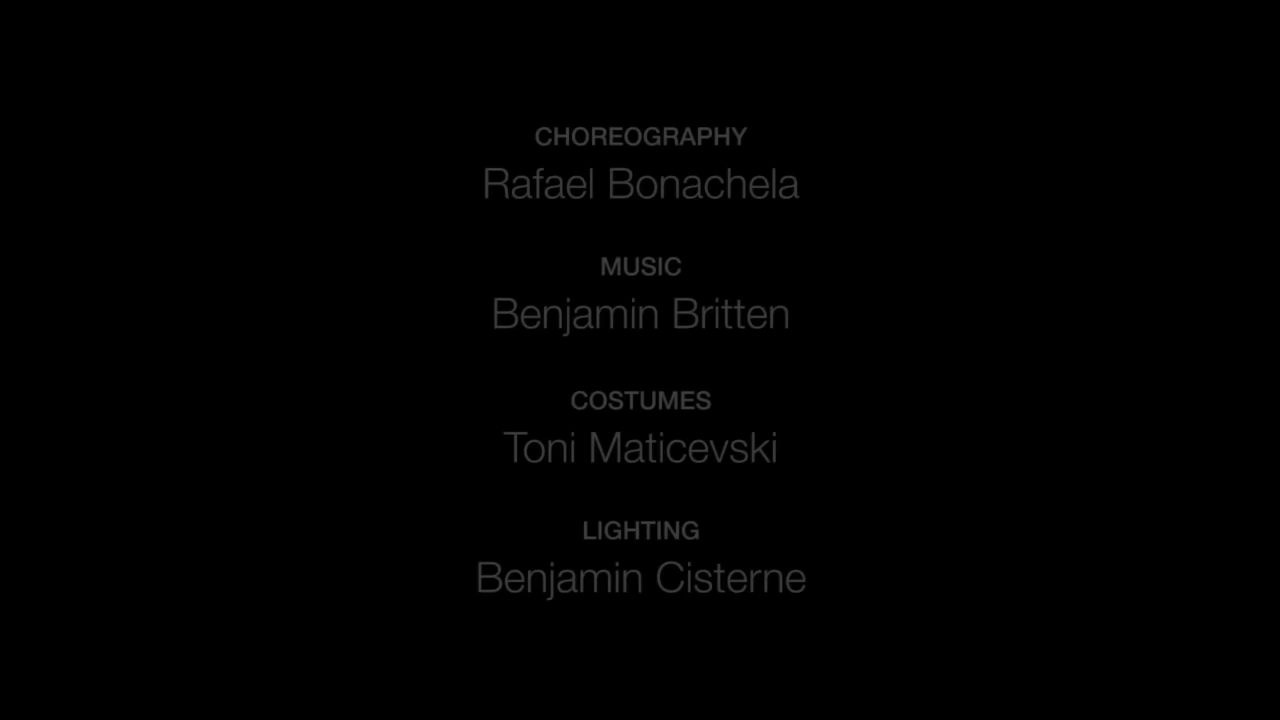 CHOREOGRAPHY
Rafael Bonachela
MUSIC
Benjamin Britten
COSTUMES
Toni Maticevski
LIGHTING
Benjamin Cisterne